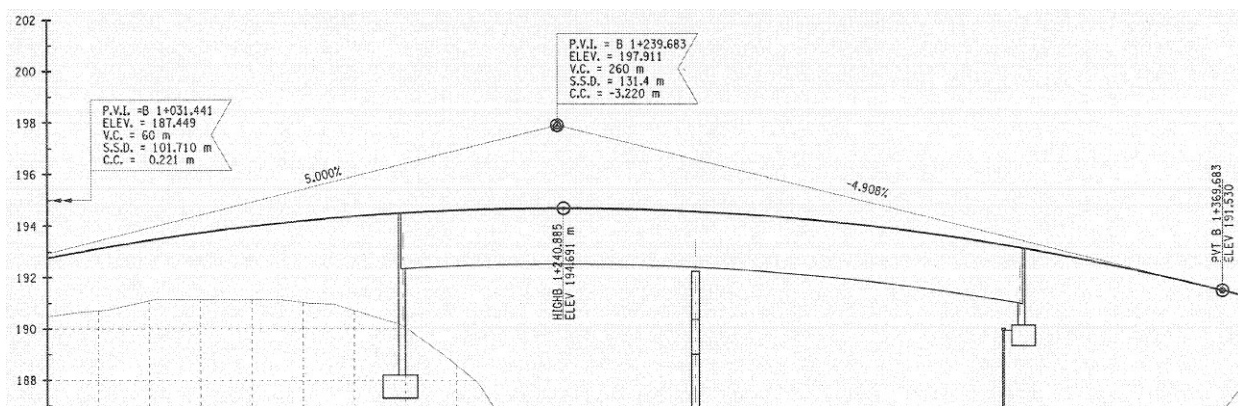 202
200
198
196
194
192
190
188
P.V.I. =B 1+031.441
ELEV. = 187.449
V.C. = 60 m
S.S.D. = 101.710 m
C.C. = 0.221 m
5.000%
P.V.I. = B 1+239.683
ELEV. = 197.911
V.C. = 260 m
S.S.D. = 131.4 m
C.C. = -3.220 m
HIGHB 1+240.885
ELEV 194.691 m
-4.908%
PVT B 1+369.683
ELEV 191.530